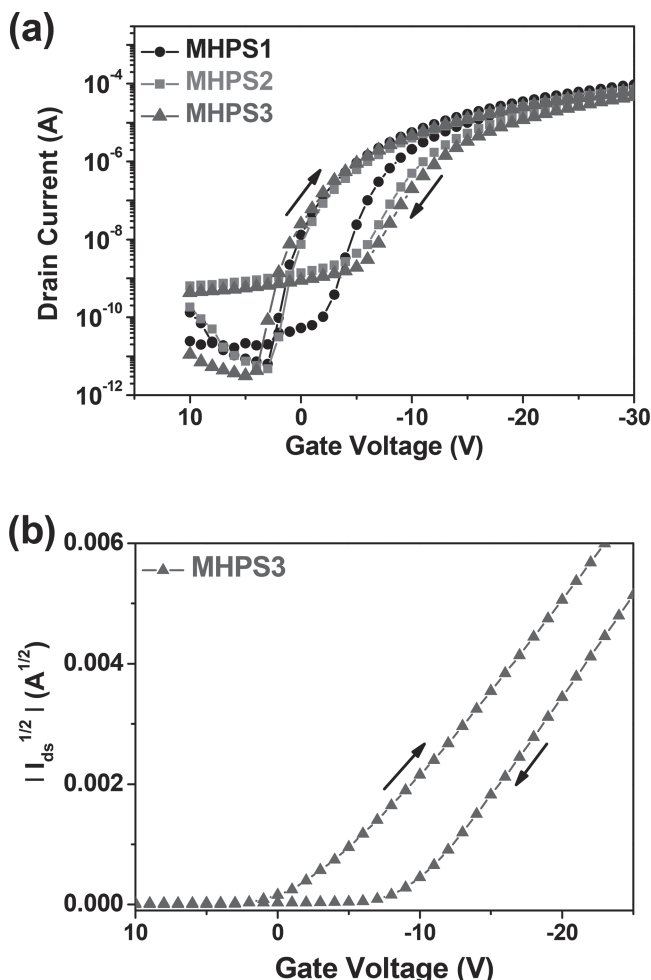 (a)
MHPS1
MHPS2
MHPS3
10^-4
10^-6
10^-8
10^-10
10^-12
Drain Current (A)
10 0 -10 -20 -30
Gate Voltage (V)
(b)
MHPS3
0.006
0.004
0.002
0.000
| I_ds^1/2 | (A^1/2)
10 0 -10 -20
Gate Voltage (V)